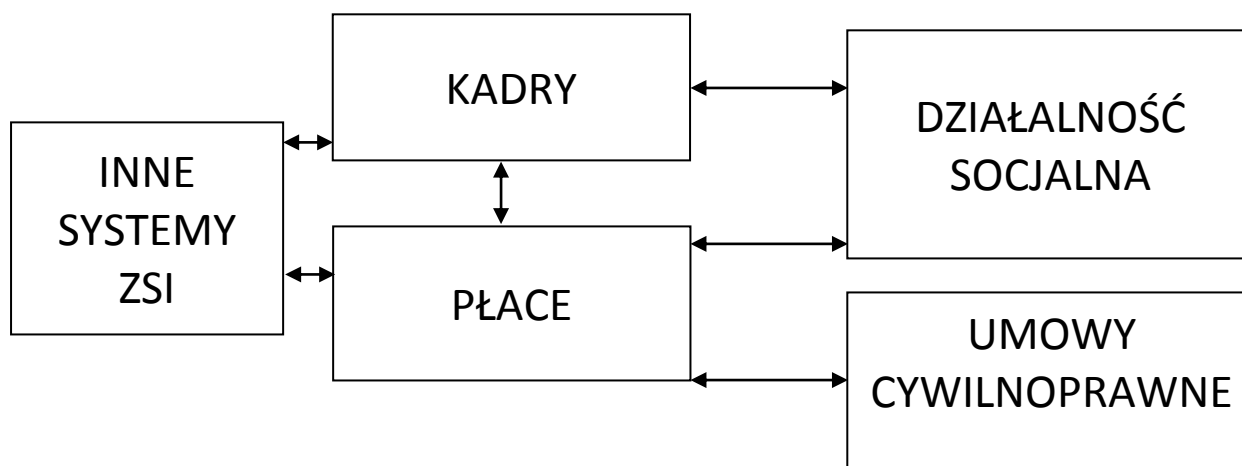 KADRY
DZIAŁALNOŚĆ
SOCJALNA
INNE
SYSTEMY
ZSI
PŁACE
UMOWY
CYWILNOPRAWNE